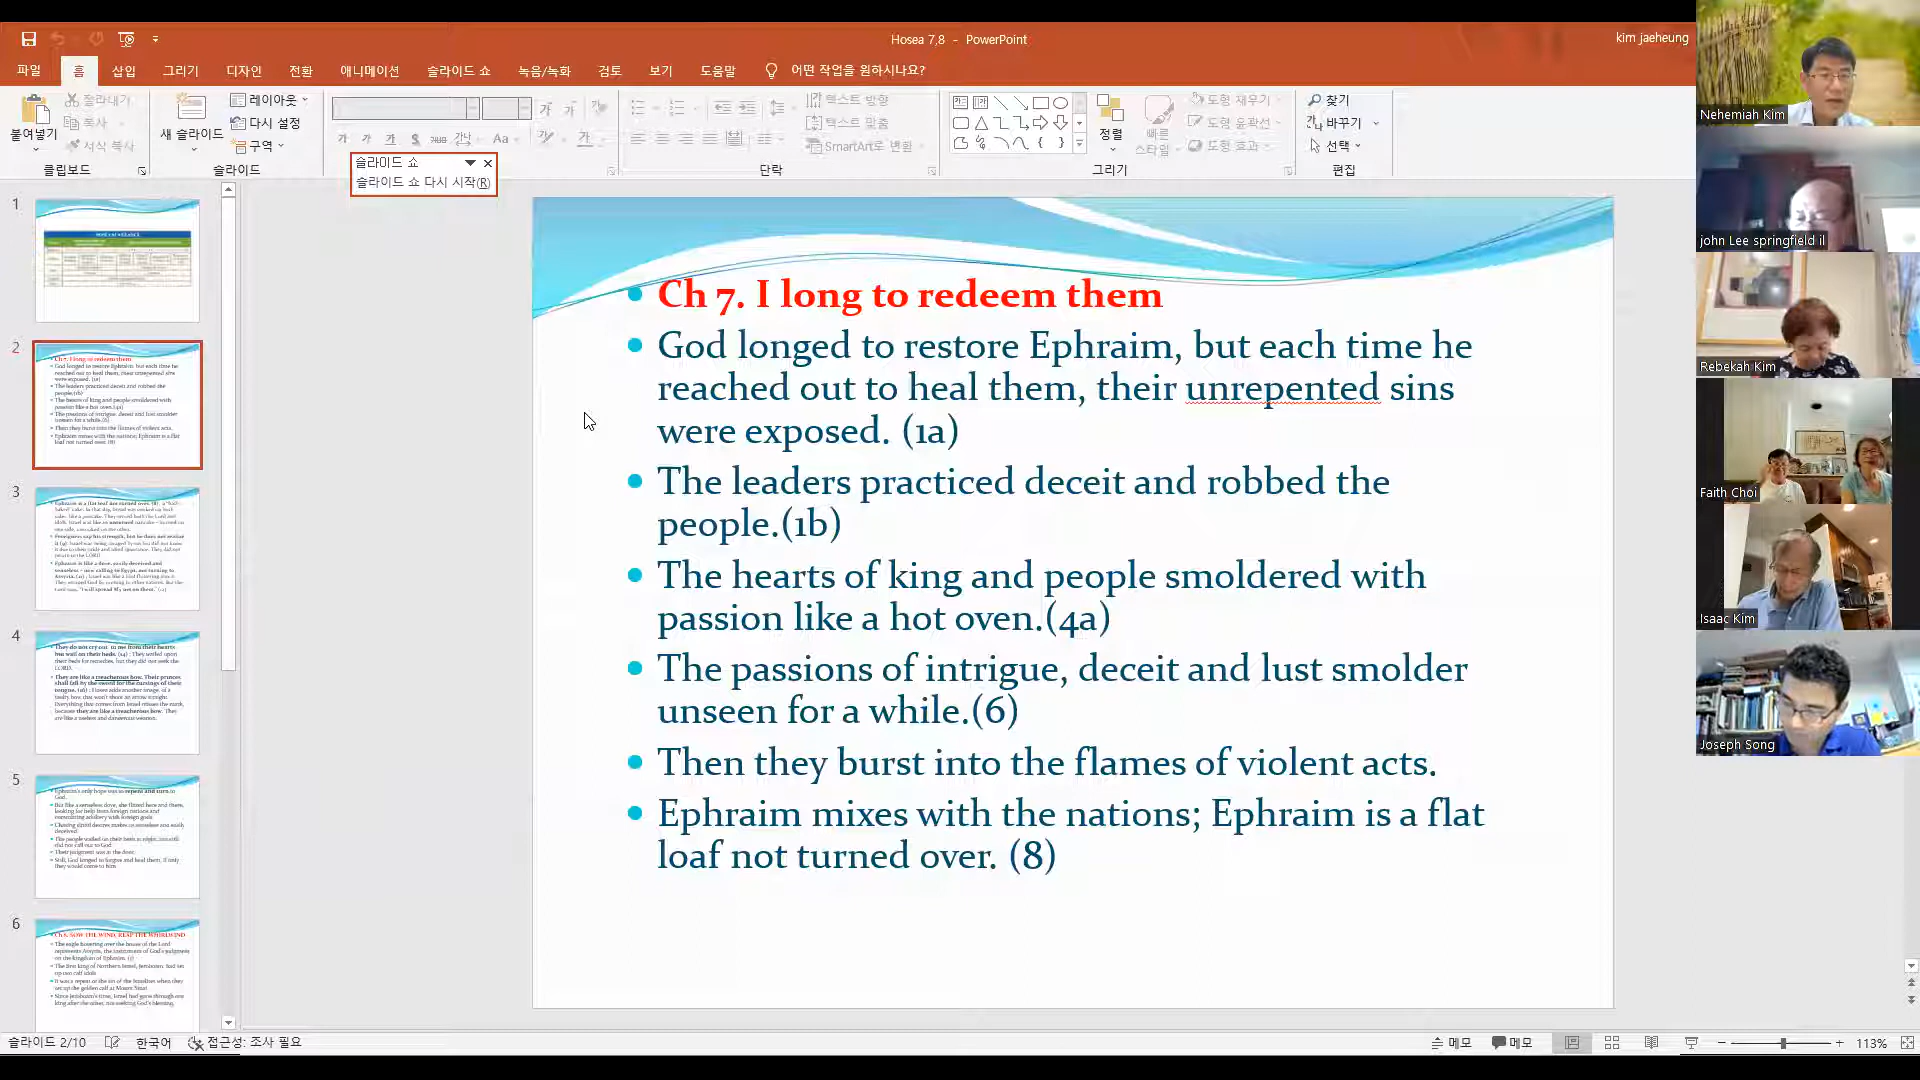 Hosea 7,8 - PowerPoint
kim jaeheung
파일 홈 삽입 그리기 디자인 전환 애니메이션 슬라이드 쇼 녹음/녹화 검토 보기 도움말 어떤 작업을 원하시나요?
붙여넣기
잘라내기
복사
서식 복사
클립보드
새 슬라이드
레이아웃
다시 설정
구역
슬라이드
슬라이드 쇼
슬라이드 쇼 다시 시작(R)
텍스트 방향
텍스트 맞춤
SmartArt로 변환
단락
정렬
빠른
스타일
도형 채우기
도형 윤곽선
도형 효과
그리기
찾기
바꾸기
선택
편집
1
2
3
4
5
6
Ch 7. I long to redeem them
God longed to restore Ephraim, but each time he
reached out to heal them, their unrepented sins
were exposed. (1a)
The leaders practiced deceit and robbed the
people.(1b)
The hearts of king and people smoldered with
passion like a hot oven.(4a)
The passions of intrigue, deceit and lust smolder
unseen for a while.(6)
Then they burst into the flames of violent acts.
Ephraim mixes with the nations; Ephraim is a flat
loaf not turned over. (8)
Nehemiah Kim
john Lee springfield il
Rebekah Kim
Faith Choi
Isaac Kim
Joseph Song
슬라이드 2/10 한국어 접근성: 조사 필요
메모 메모 113%